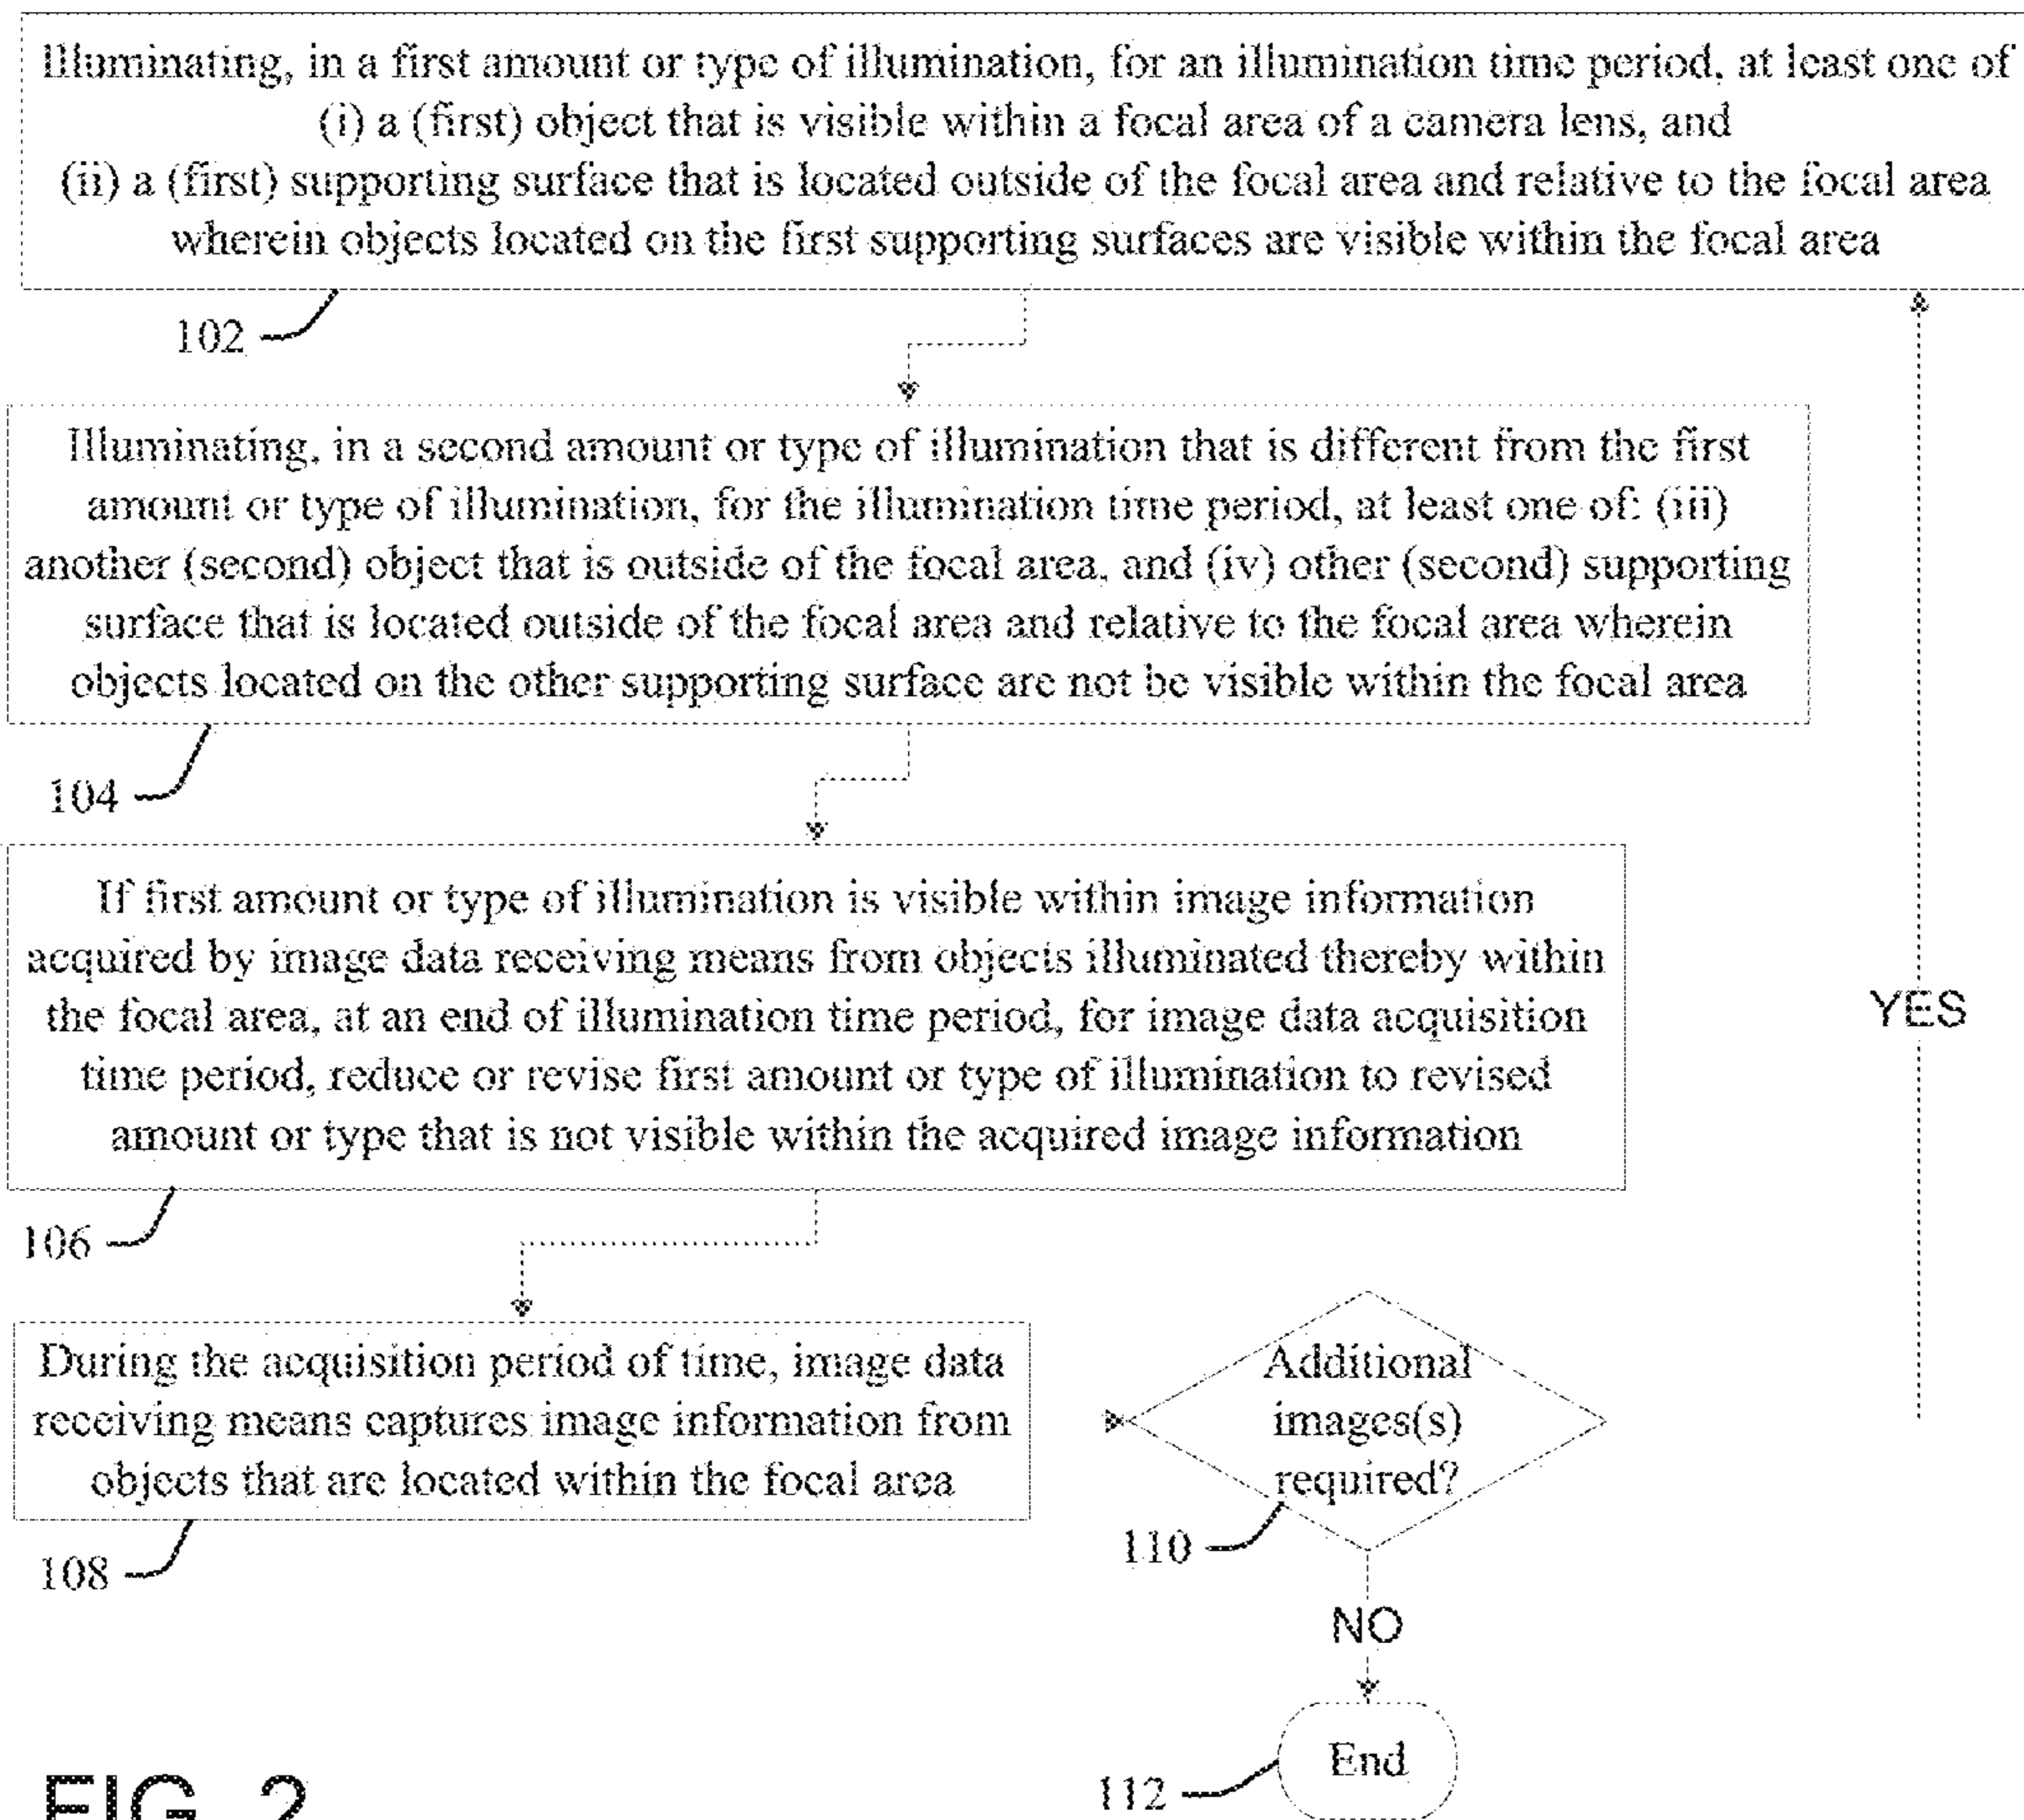 Illuminating, in a first amount or type of illumination, for an illumination time period, at least one of
(i) a (first) object that is visible within a focal area of a camera lens, and
(ii) a (first) supporting surface that is located outside of the focal area and relative to the focal area
wherein objects located on the first supporting surfaces are visible within the focal area
102
Illuminating, in a second amount or type of illumination that is different from the first
amount or type of illumination, for the illumination time period, at least one of: (iii)
another (second) object that is outside of the focal area, and (iv) other (second) supporting
surface that is located outside of the focal area and relative to the focal area wherein
objects located on the other supporting surface are not be visible within the focal area
104
If first amount or type of illumination is visible within image information
acquired by image data receiving means from objects illuminated thereby within
the focal area, at an end of illumination time period, for image data acquisition
time period, reduce or revise first amount or type of illumination to revised
amount or type that is not visible within the acquired image information
YES
106
During the acquisition period of time, image data
receiving means captures image information from
objects that are located within the focal area
108
Additional
images(s)
required?
110
NO
End
112
FIG. 2